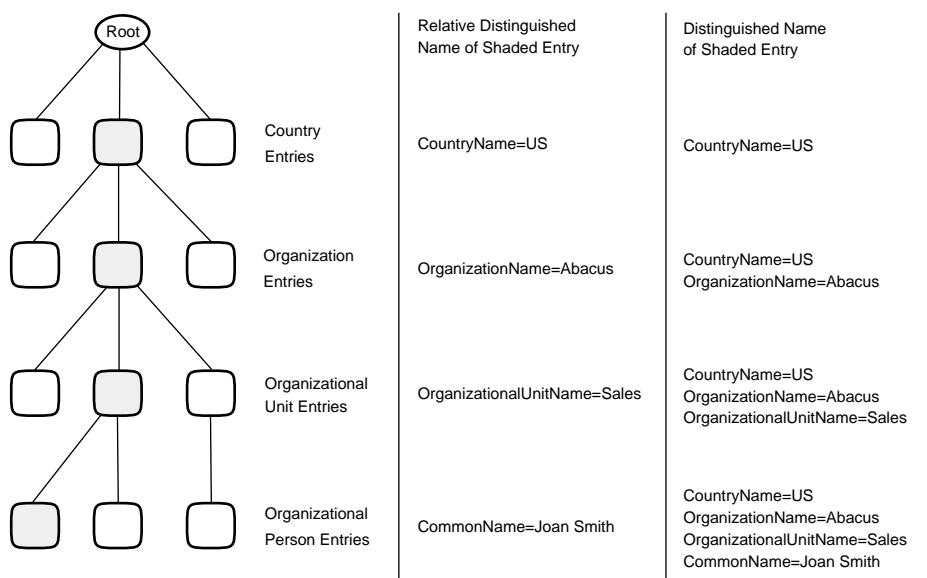 Root
Relative Distinguished
Name of Shaded Entry
Distinguished Name
of Shaded Entry
Country
Entries
CountryName=US
CountryName=US
Organization
Entries
OrganizationName=Abacus
CountryName=US
OrganizationName=Abacus
Organizational
Unit Entries
OrganizationalUnitName=Sales
CountryName=US
OrganizationName=Abacus
OrganizationalUnitName=Sales
Organizational
Person Entries
CommonName=Joan Smith
CountryName=US
OrganizationName=Abacus
OrganizationalUnitName=Sales
CommonName=Joan Smith